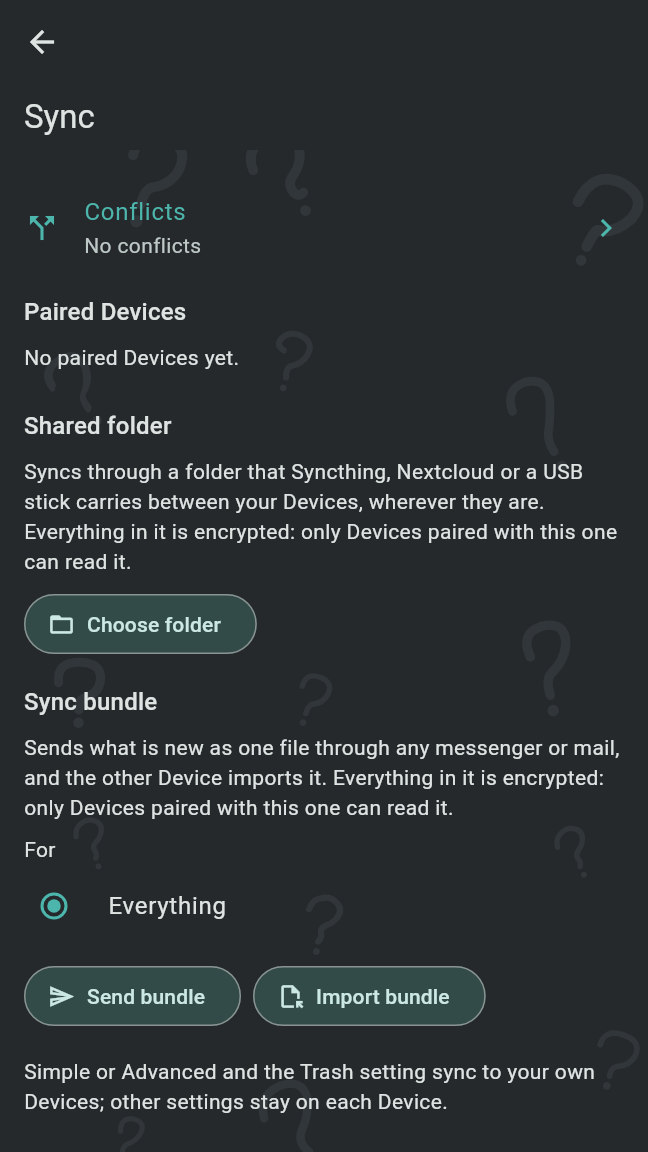 Sync
Conflicts
No conflicts
Paired Devices
No paired Devices yet.
Shared folder
Syncs through a folder that Syncthing, Nextcloud or a USB
stick carries between your Devices, wherever they are.
Everything in it is encrypted: only Devices paired with this one
can read it.
Choose folder
Sync bundle
Sends what is new as one file through any messenger or mail,
and the other Device imports it. Everything in it is encrypted:
only Devices paired with this one can read it.
For
Everything
Send bundle
Import bundle
Simple or Advanced and the Trash setting sync to your own
Devices; other settings stay on each Device.